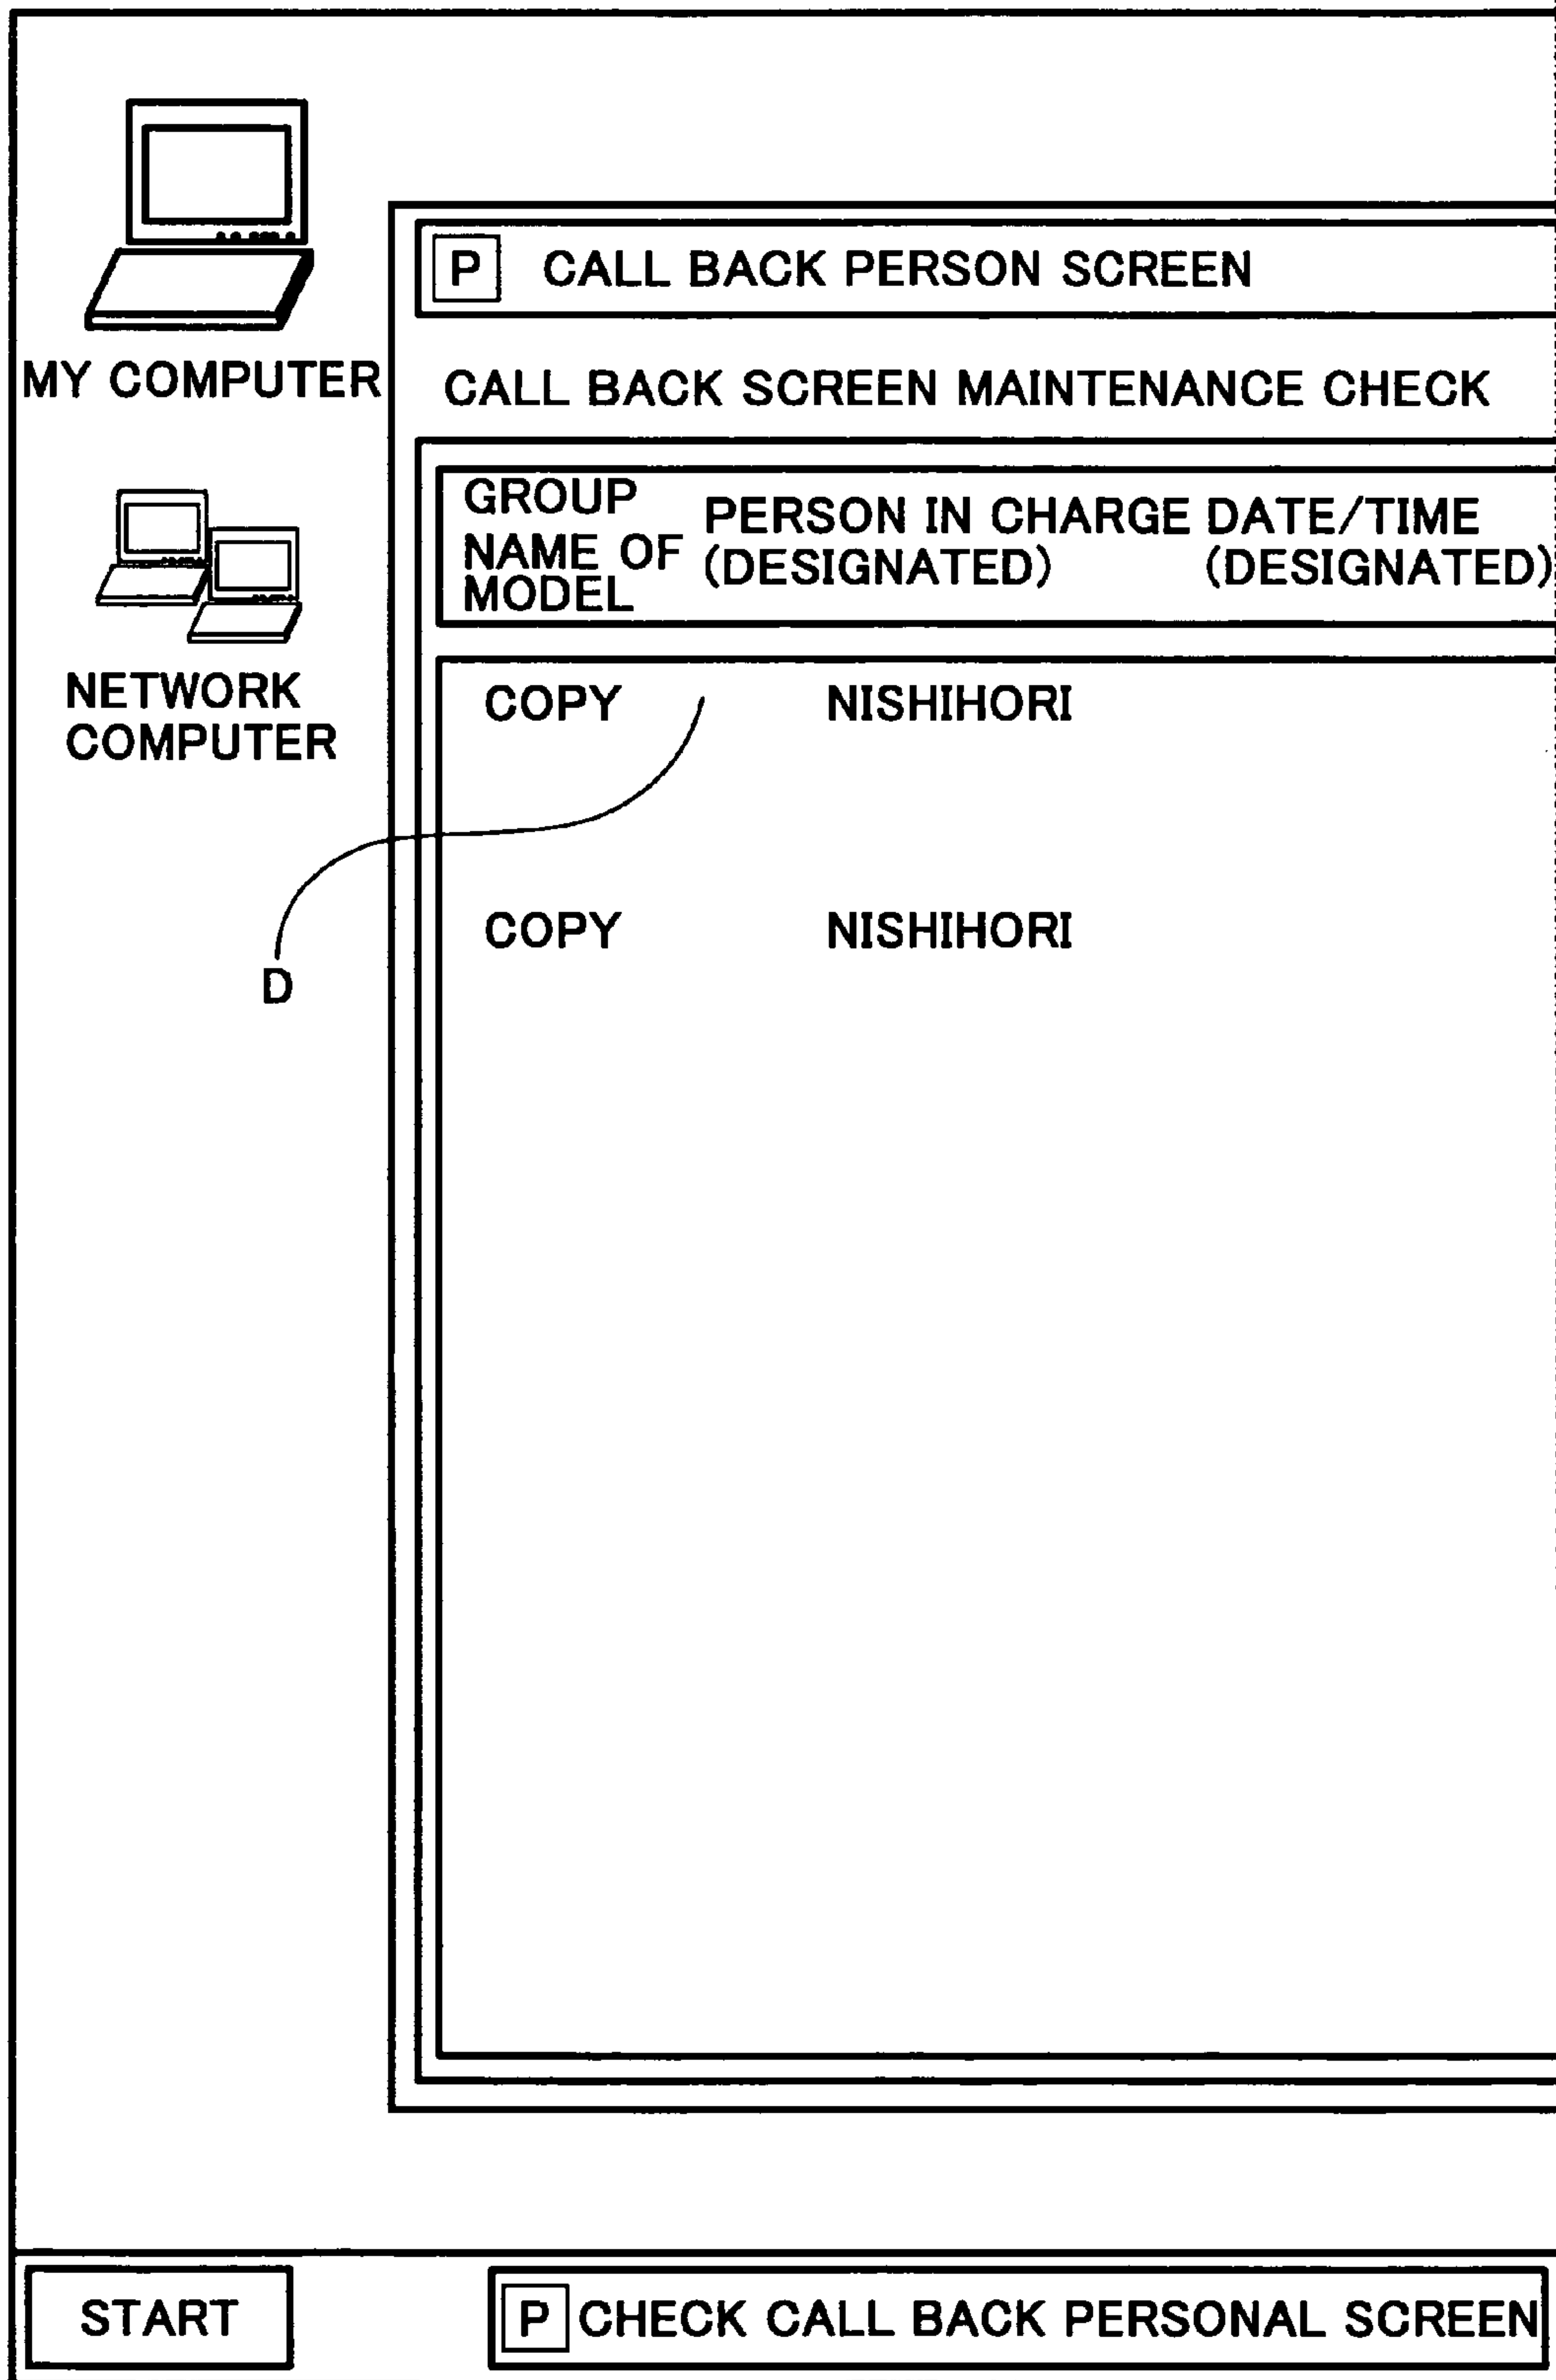 P CALL BACK PERSON SCREEN
MY COMPUTER
CALL BACK SCREEN MAINTENANCE CHECK
GROUP
NAME OF
MODEL
PERSON IN CHARGE
(DESIGNATED)
DATE/TIME
(DESIGNATED)
NETWORK
COMPUTER
COPY NISHIHORI
COPY NISHIHORI
D
START
P CHECK CALL BACK PERSONAL SCREEN